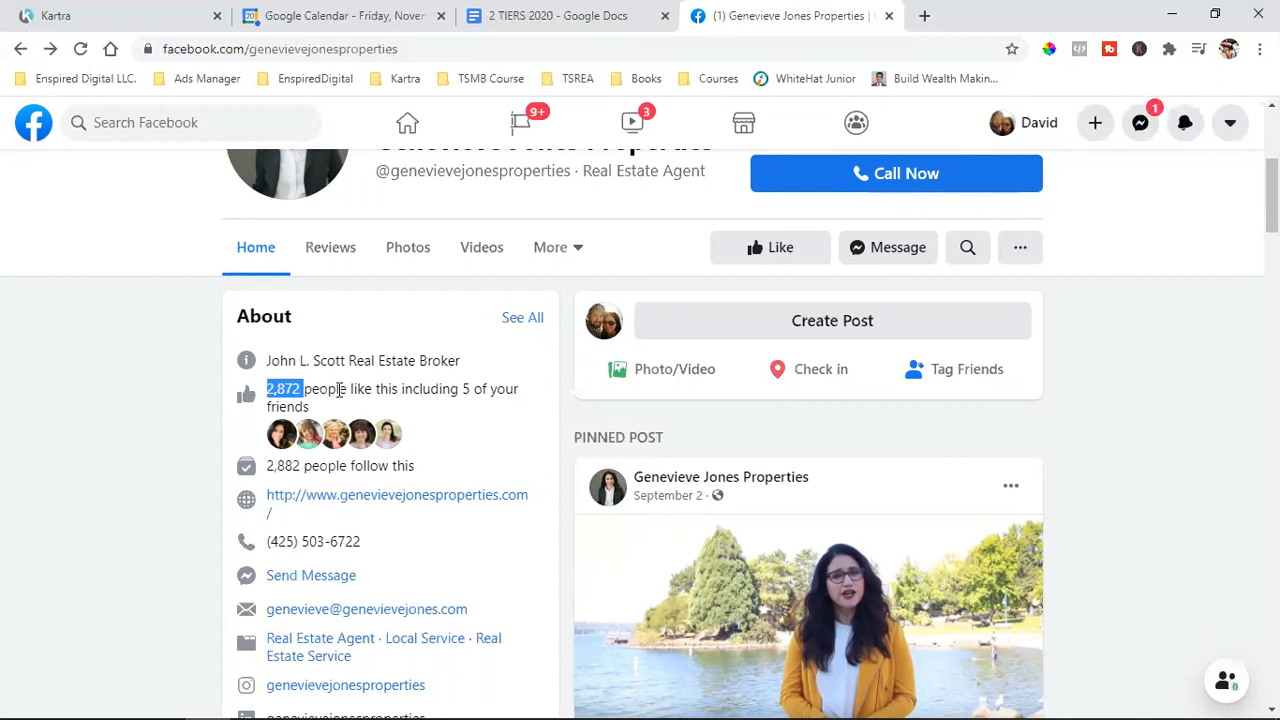 Kartra
Google Calendar - Friday, Nover
2 TIERS 2020 - Google Docs
(1) Genevieve Jones Properties |
facebook.com/genevievejonesproperties
Enspired Digital LLC.
Ads Manager
EnspiredDigital
Kartra
TSMB Course
TSREA
Books
Courses
WhiteHat Junior
Build Wealth Makin...
Search Facebook
9+
3
David
1
@genevievejonesproperties · Real Estate Agent
Call Now
Home
Reviews
Photos
Videos
More
Like
Message
About
See All
John L. Scott Real Estate Broker
2,872 people like this including 5 of your
friends
2,882 people follow this
http://www.genevievejonesproperties.com
/
(425) 503-6722
Send Message
genevieve@genevievejones.com
Real Estate Agent · Local Service · Real
Estate Service
genevievejonesproperties
Create Post
Photo/Video
Check in
Tag Friends
PINNED POST
Genevieve Jones Properties
September 2 ·
0